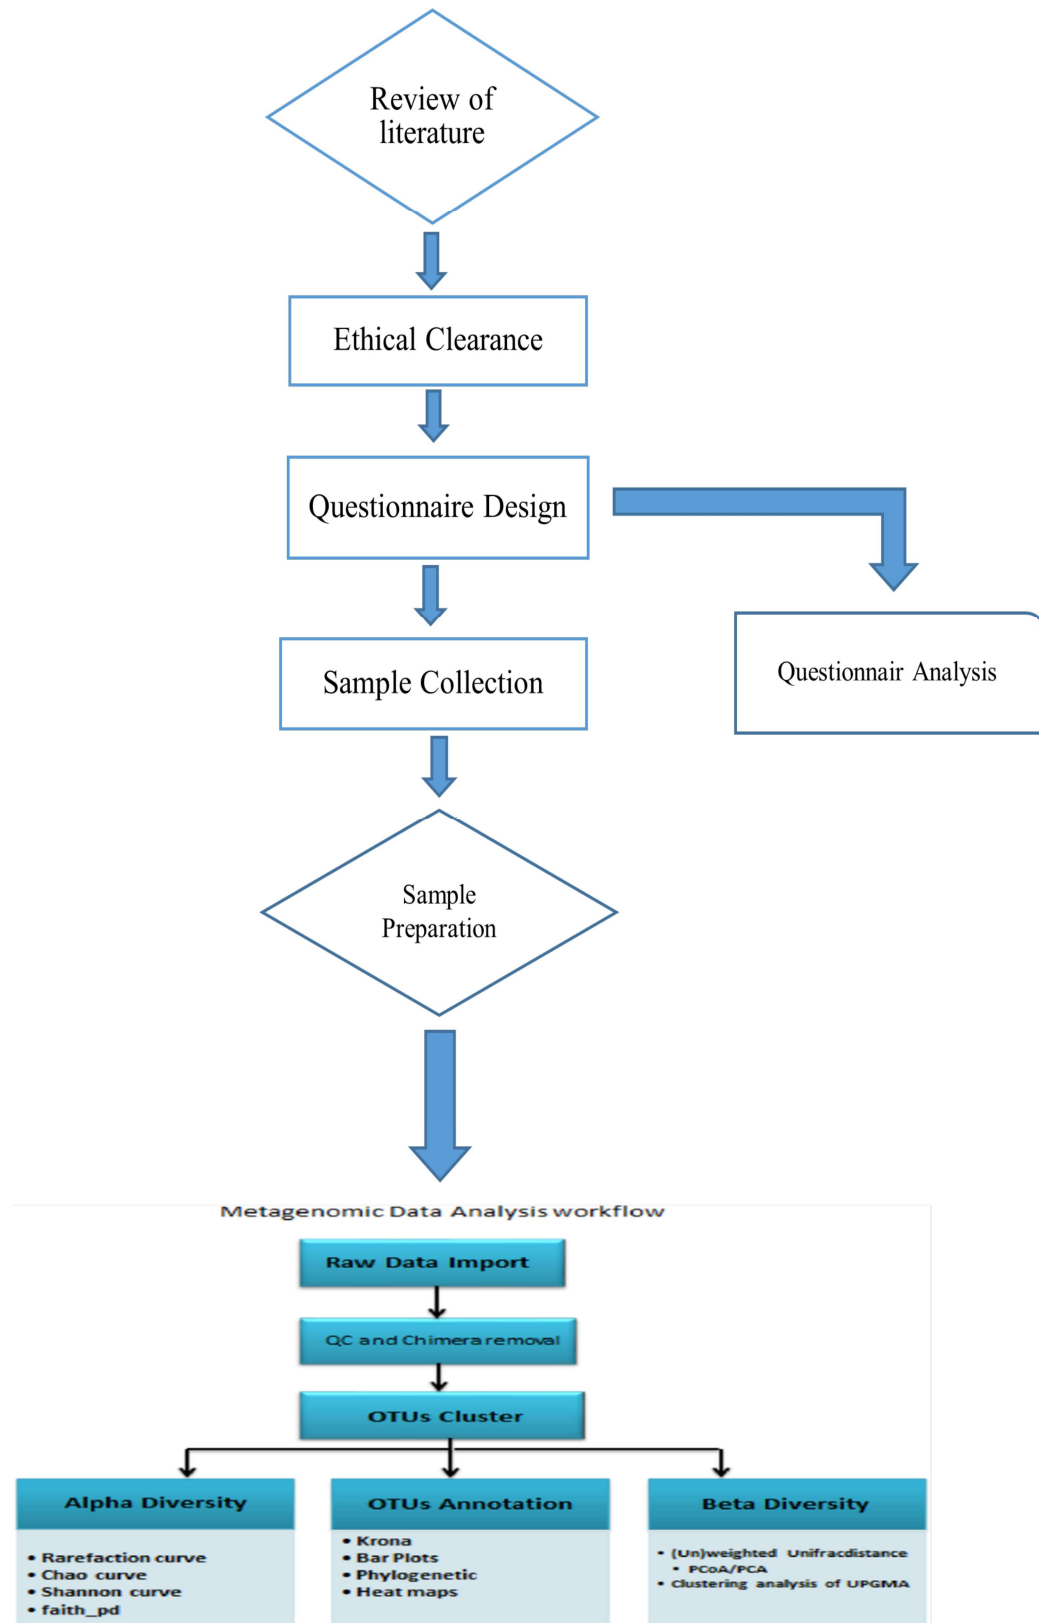 Review of
literature
Ethical Clearance
Questionnaire Design
Sample Collection
Questionnair Analysis
Sample
Preparation
Metagenomic Data Analysis workflow
Raw Data Import
QC and Chimera removal
OTUs Cluster
Alpha Diversity
• Rarefaction curve
• Chao curve
• Shannon curve
• faith_pd
OTUs Annotation
• Krona
• Bar Plots
• Phylogenetic
• Heat maps
Beta Diversity
• (Un)weighted Unifracdistance
• PCoA/PCA
• Clustering analysis of UPGMA